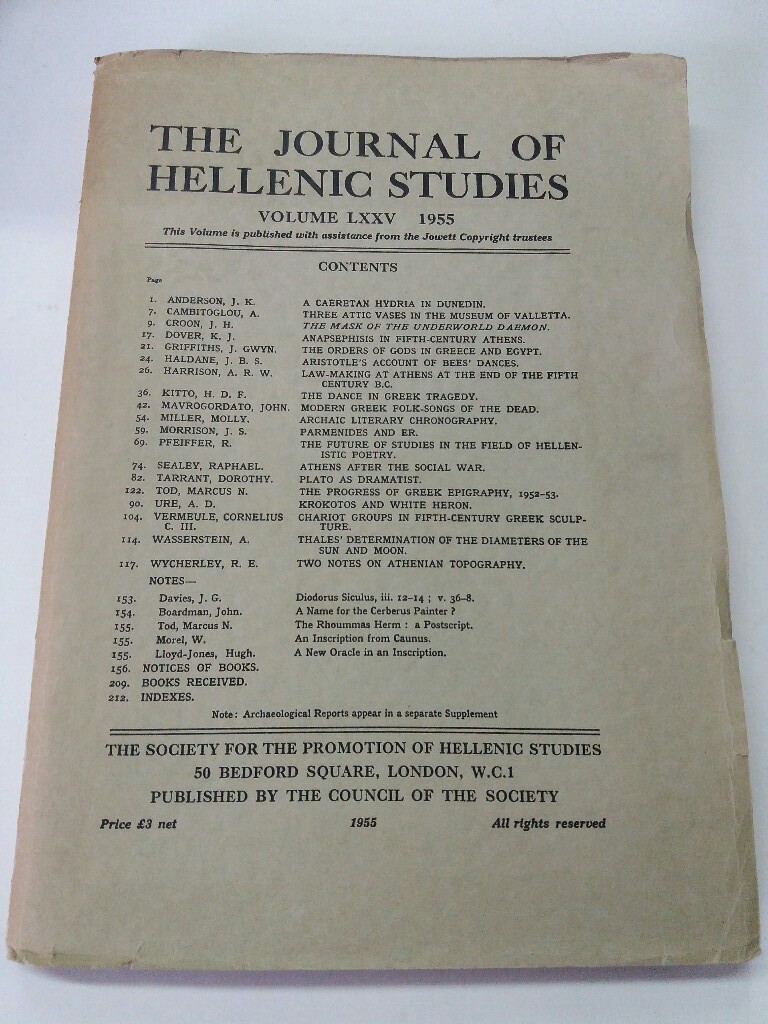 THE JOURNAL OF
HELLENIC STUDIES
VOLUME LXXV 1955
This Volume is published with assistance from the Jowett Copyright trustees
CONTENTS
Page
1. ANDERSON, J. K. A CAERETAN HYDRIA IN DUNEDIN.
7. CAMBITOGLOU, A. THREE ATTIC VASES IN THE MUSEUM OF VALLETTA.
9. CROON, J. H. THE MASK OF THE UNDERWORLD DAEMON.
17. DOVER, K. J. ANAPSEPHISIS IN FIFTH-CENTURY ATHENS.
21. GRIFFITHS, J. GWYN. THE ORDERS OF GODS IN GREECE AND EGYPT.
24. HALDANE, J. B. S. ARISTOTLE'S ACCOUNT OF BEES' DANCES.
26. HARRISON, A. R. W. LAW-MAKING AT ATHENS AT THE END OF THE FIFTH
CENTURY B.C.
36. KITTO, H. D. F. THE DANCE IN GREEK TRAGEDY.
42. MAVROGORDATO, JOHN. MODERN GREEK FOLK-SONGS OF THE DEAD.
54. MILLER, MOLLY. ARCHAIC LITERARY CHRONOGRAPHY.
59. MORRISON, J. S. PARMENIDES AND ER.
69. PFEIFFER, R. THE FUTURE OF STUDIES IN THE FIELD OF HELLEN-
ISTIC POETRY.
74. SEALEY, RAPHAEL. ATHENS AFTER THE SOCIAL WAR.
82. TARRANT, DOROTHY. PLATO AS DRAMATIST.
122. TOD, MARCUS N. THE PROGRESS OF GREEK EPIGRAPHY, 1952-53.
90. URE, A. D. KROKOTOS AND WHITE HERON.
104. VERMEULE, CORNELIUS CHARIOT GROUPS IN FIFTH-CENTURY GREEK SCULP-
C. III. TURE.
114. WASSERSTEIN, A. THALES' DETERMINATION OF THE DIAMETERS OF THE
SUN AND MOON.
117. WYCHERLEY, R. E. TWO NOTES ON ATHENIAN TOPOGRAPHY.
NOTES—
153. Davies, J. G. Diodorus Siculus, iii. 12-14 ; v. 36-8.
154. Boardman, John. A Name for the Cerberus Painter ?
155. Tod, Marcus N. The Rhoummas Herm : a Postscript.
155. Morel, W. An Inscription from Caunus.
155. Lloyd-Jones, Hugh. A New Oracle in an Inscription.
156. NOTICES OF BOOKS.
209. BOOKS RECEIVED.
212. INDEXES.
Note: Archaeological Reports appear in a separate Supplement
THE SOCIETY FOR THE PROMOTION OF HELLENIC STUDIES
50 BEDFORD SQUARE, LONDON, W.C.1
PUBLISHED BY THE COUNCIL OF THE SOCIETY
Price £3 net 1955 All rights reserved